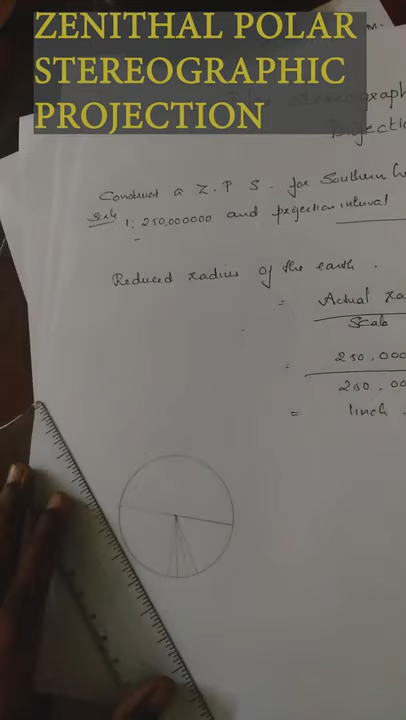 ZENITHAL POLAR
STEREOGRAPHIC
PROJECTION
Construct a Z.P S. for Southern
Scale 1: 250,000000 and projection interval
Reduced radius of the earth.
= Actual
Scale
= 250,000
250,00
= 1inch.